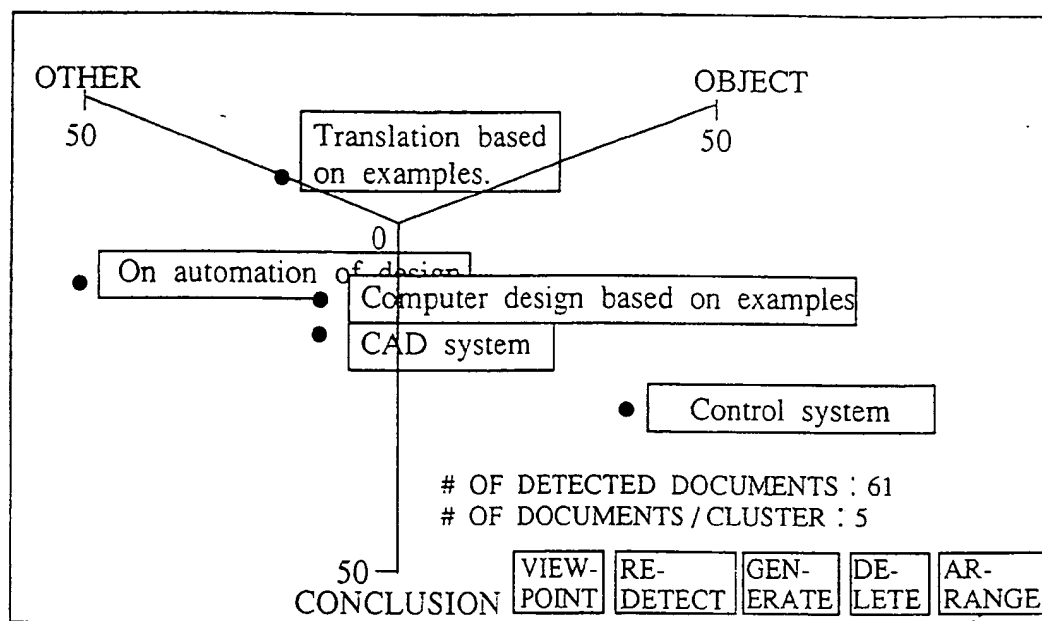 OTHER
OBJECT
50
50
Translation based
on examples.
0
On automation of design
Computer design based on examples
CAD system
Control system
# OF DETECTED DOCUMENTS : 61
# OF DOCUMENTS / CLUSTER : 5
50
CONCLUSION
VIEW-
POINT
RE-
DETECT
GEN-
ERATE
DE-
LETE
AR-
RANGE